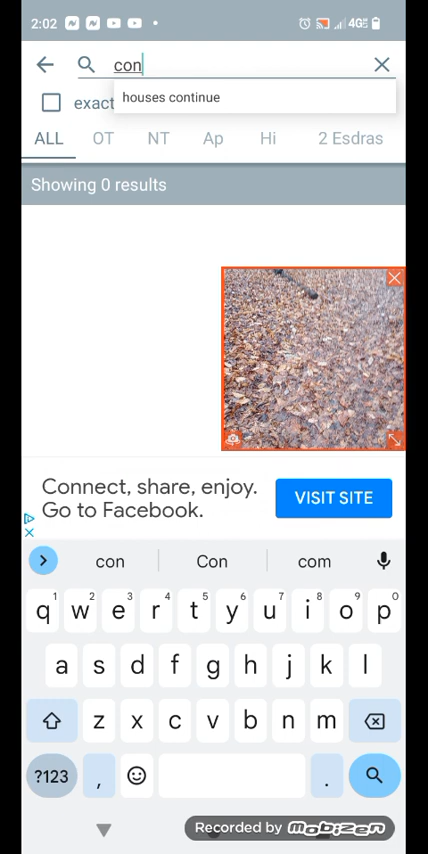 2:02
4G
con
houses continue
exact
ALL OT NT Ap Hi 2 Esdras
Showing 0 results
Connect, share, enjoy.
Go to Facebook.
VISIT SITE
con Con com
1 2 3 4 5 6 7 8 9 0
q w e r t y u i o p
a s d f g h j k l
z x c v b n m
?123 , .
Recorded by Mobizen